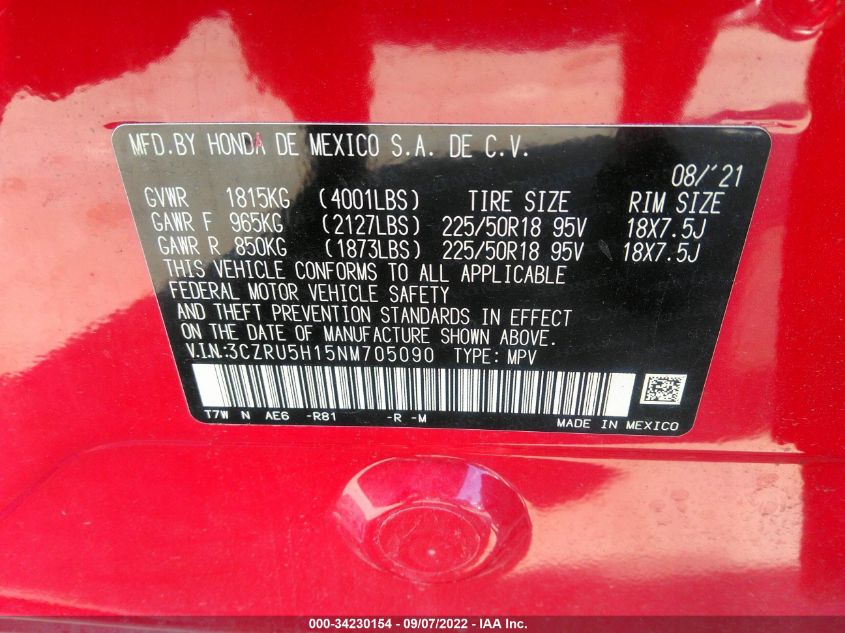 MFD.BY HONDA DE MEXICO S.A. DE C.V.
08/'21
GVWR 1815KG (4001LBS) TIRE SIZE RIM SIZE
GAWR F 965KG (2127LBS) 225/50R18 95V 18X7.5J
GAWR R 850KG (1873LBS) 225/50R18 95V 18X7.5J
THIS VEHICLE CONFORMS TO ALL APPLICABLE
FEDERAL MOTOR VEHICLE SAFETY
AND THEFT PREVENTION STANDARDS IN EFFECT
ON THE DATE OF MANUFACTURE SHOWN ABOVE.
V.I.N.:3CZRU5H15NM705090 TYPE: MPV
T7W N AE6 -R81 -R -M
MADE IN MEXICO
000-34230154 - 09/07/2022 - IAA Inc.